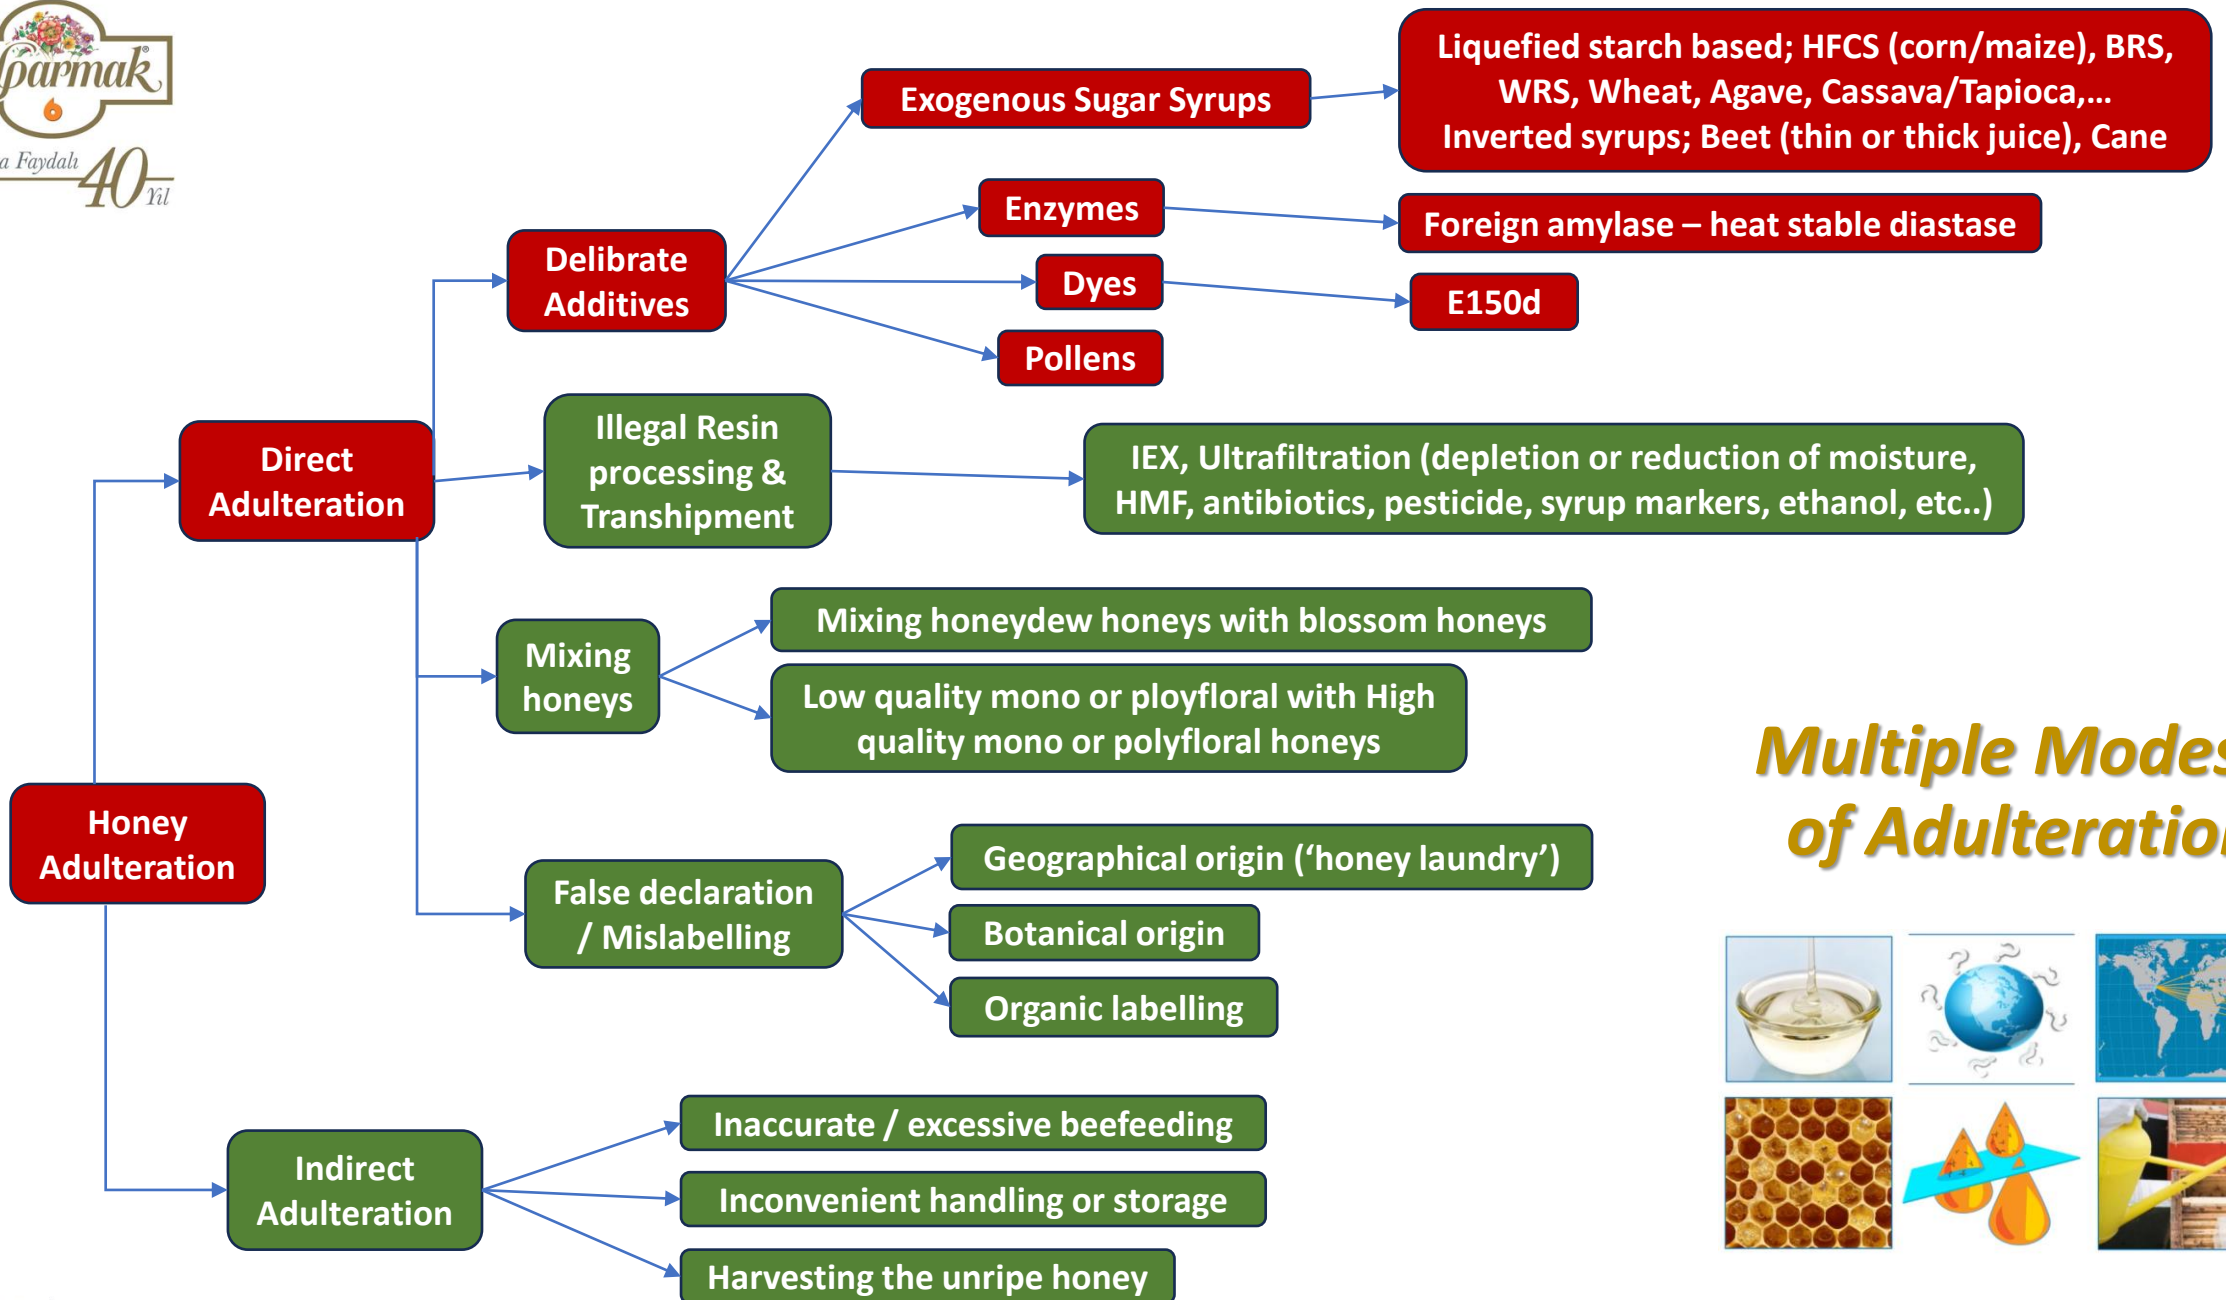 parmak
a Faydalı 40 Yıl
Liquefied starch based; HFCS (corn/maize), BRS,
WRS, Wheat, Agave, Cassava/Tapioca,...
Inverted syrups; Beet (thin or thick juice), Cane
Exogenous Sugar Syrups
Enzymes
Foreign amylase – heat stable diastase
Delibrate
Additives
Dyes
E150d
Pollens
Direct
Adulteration
Illegal Resin
processing &
Transhipment
IEX, Ultrafiltration (depletion or reduction of moisture,
HMF, antibiotics, pesticide, syrup markers, ethanol, etc..)
Mixing
honeys
Mixing honeydew honeys with blossom honeys
Low quality mono or ployfloral with High
quality mono or polyfloral honeys
Multiple Modes
of Adulteration
Honey
Adulteration
False declaration
/ Mislabelling
Geographical origin (‘honey laundry’)
Botanical origin
Organic labelling
Indirect
Adulteration
Inaccurate / excessive beefeeding
Inconvenient handling or storage
Harvesting the unripe honey